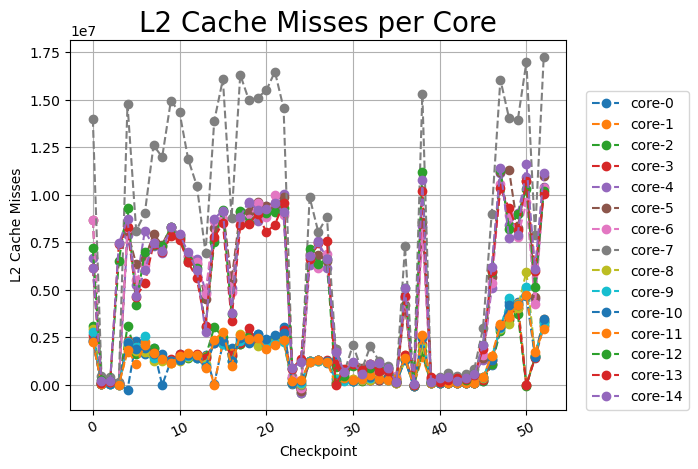 L2 Cache Misses per Core
1e7
1.75
1.50
1.25
1.00
0.75
0.50
0.25
0.00
L2 Cache Misses
0
10
20
30
40
50
Checkpoint
core-0
core-1
core-2
core-3
core-4
core-5
core-6
core-7
core-8
core-9
core-10
core-11
core-12
core-13
core-14